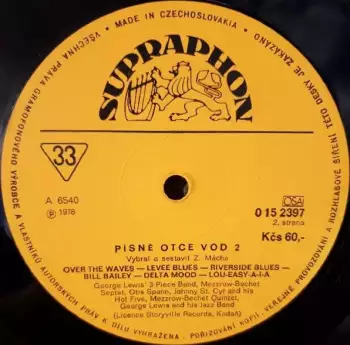 VŠECHNA PRÁVA GRAMOFONOVÉHO VÝROBCE A VLASTNÍKŮ AUTORSKÝCH PRÁV K DÍLU VYHRAŽENA. POŘIZOVÁNÍ KOPIÍ, VEŘEJNÉ PROVOZOVÁNÍ A ROZHLASOVÉ ŠÍŘENÍ TÉTO DESKY JE ZAKÁZÁNO
• MADE IN CZECHOSLOVAKIA •
SUPRAPHON
33
A 6540
Ⓟ 1978
OSA
0 15 2397
2. strana
Kčs 60,-
PÍSNĚ OTCE VOD 2
Vybral a sestavil Z. Mácha
OVER THE WAVES — LEVEE BLUES — RIVERSIDE BLUES —
BILL BAILEY — DELTA MOOD — LOU-EASY-A-I-A
George Lewis' 3 Piece Band, Mezzrow-Bechet
Septet, Otis Spann, Johnny St. Cyr and his
Hot Five, Mezzrow-Bechet Quintet,
George Lewis and his Jazz Band
(Licence Storyville Records, Kodaň)